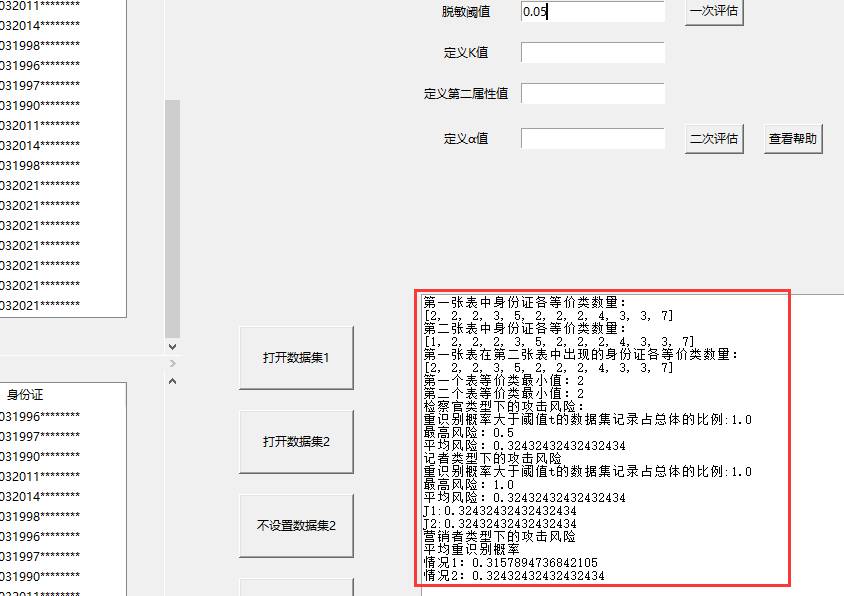 032011********
032014********
031998********
031996********
031997********
031990********
032011********
032014********
031998********
032021********
032021********
032021********
032021********
032021********
032021********
032021********
身份证
031996********
031997********
031990********
032011********
032014********
031998********
031996********
031997********
031990********
032011********
脱敏阈值 0.05 一次评估
定义K值
定义第二属性值
定义α值 二次评估 查看帮助
打开数据集1
打开数据集2
不设置数据集2
第一张表中身份证各等价类数量：
[2, 2, 2, 3, 5, 2, 2, 2, 4, 3, 3, 7]
第二张表中身份证各等价类数量：
[1, 2, 2, 2, 3, 5, 2, 2, 2, 4, 3, 3, 7]
第一张表在第二张表中出现的身份证各等价类数量：
[2, 2, 2, 3, 5, 2, 2, 2, 4, 3, 3, 7]
第一个表等价类最小值：2
第二个表等价类最小值：2
检察官类型下的攻击风险：
重识别概率大于阈值t的数据集记录占总体的比例:1.0
最高风险：0.5
平均风险：0.32432432432432434
记者类型下的攻击风险
重识别概率大于阈值t的数据集记录占总体的比例:1.0
最高风险：1.0
平均风险：0.32432432432432434
J1:0.32432432432432434
J2:0.32432432432432434
营销者类型下的攻击风险
平均重识别概率
情况1：0.3157894736842105
情况2：0.32432432432432434